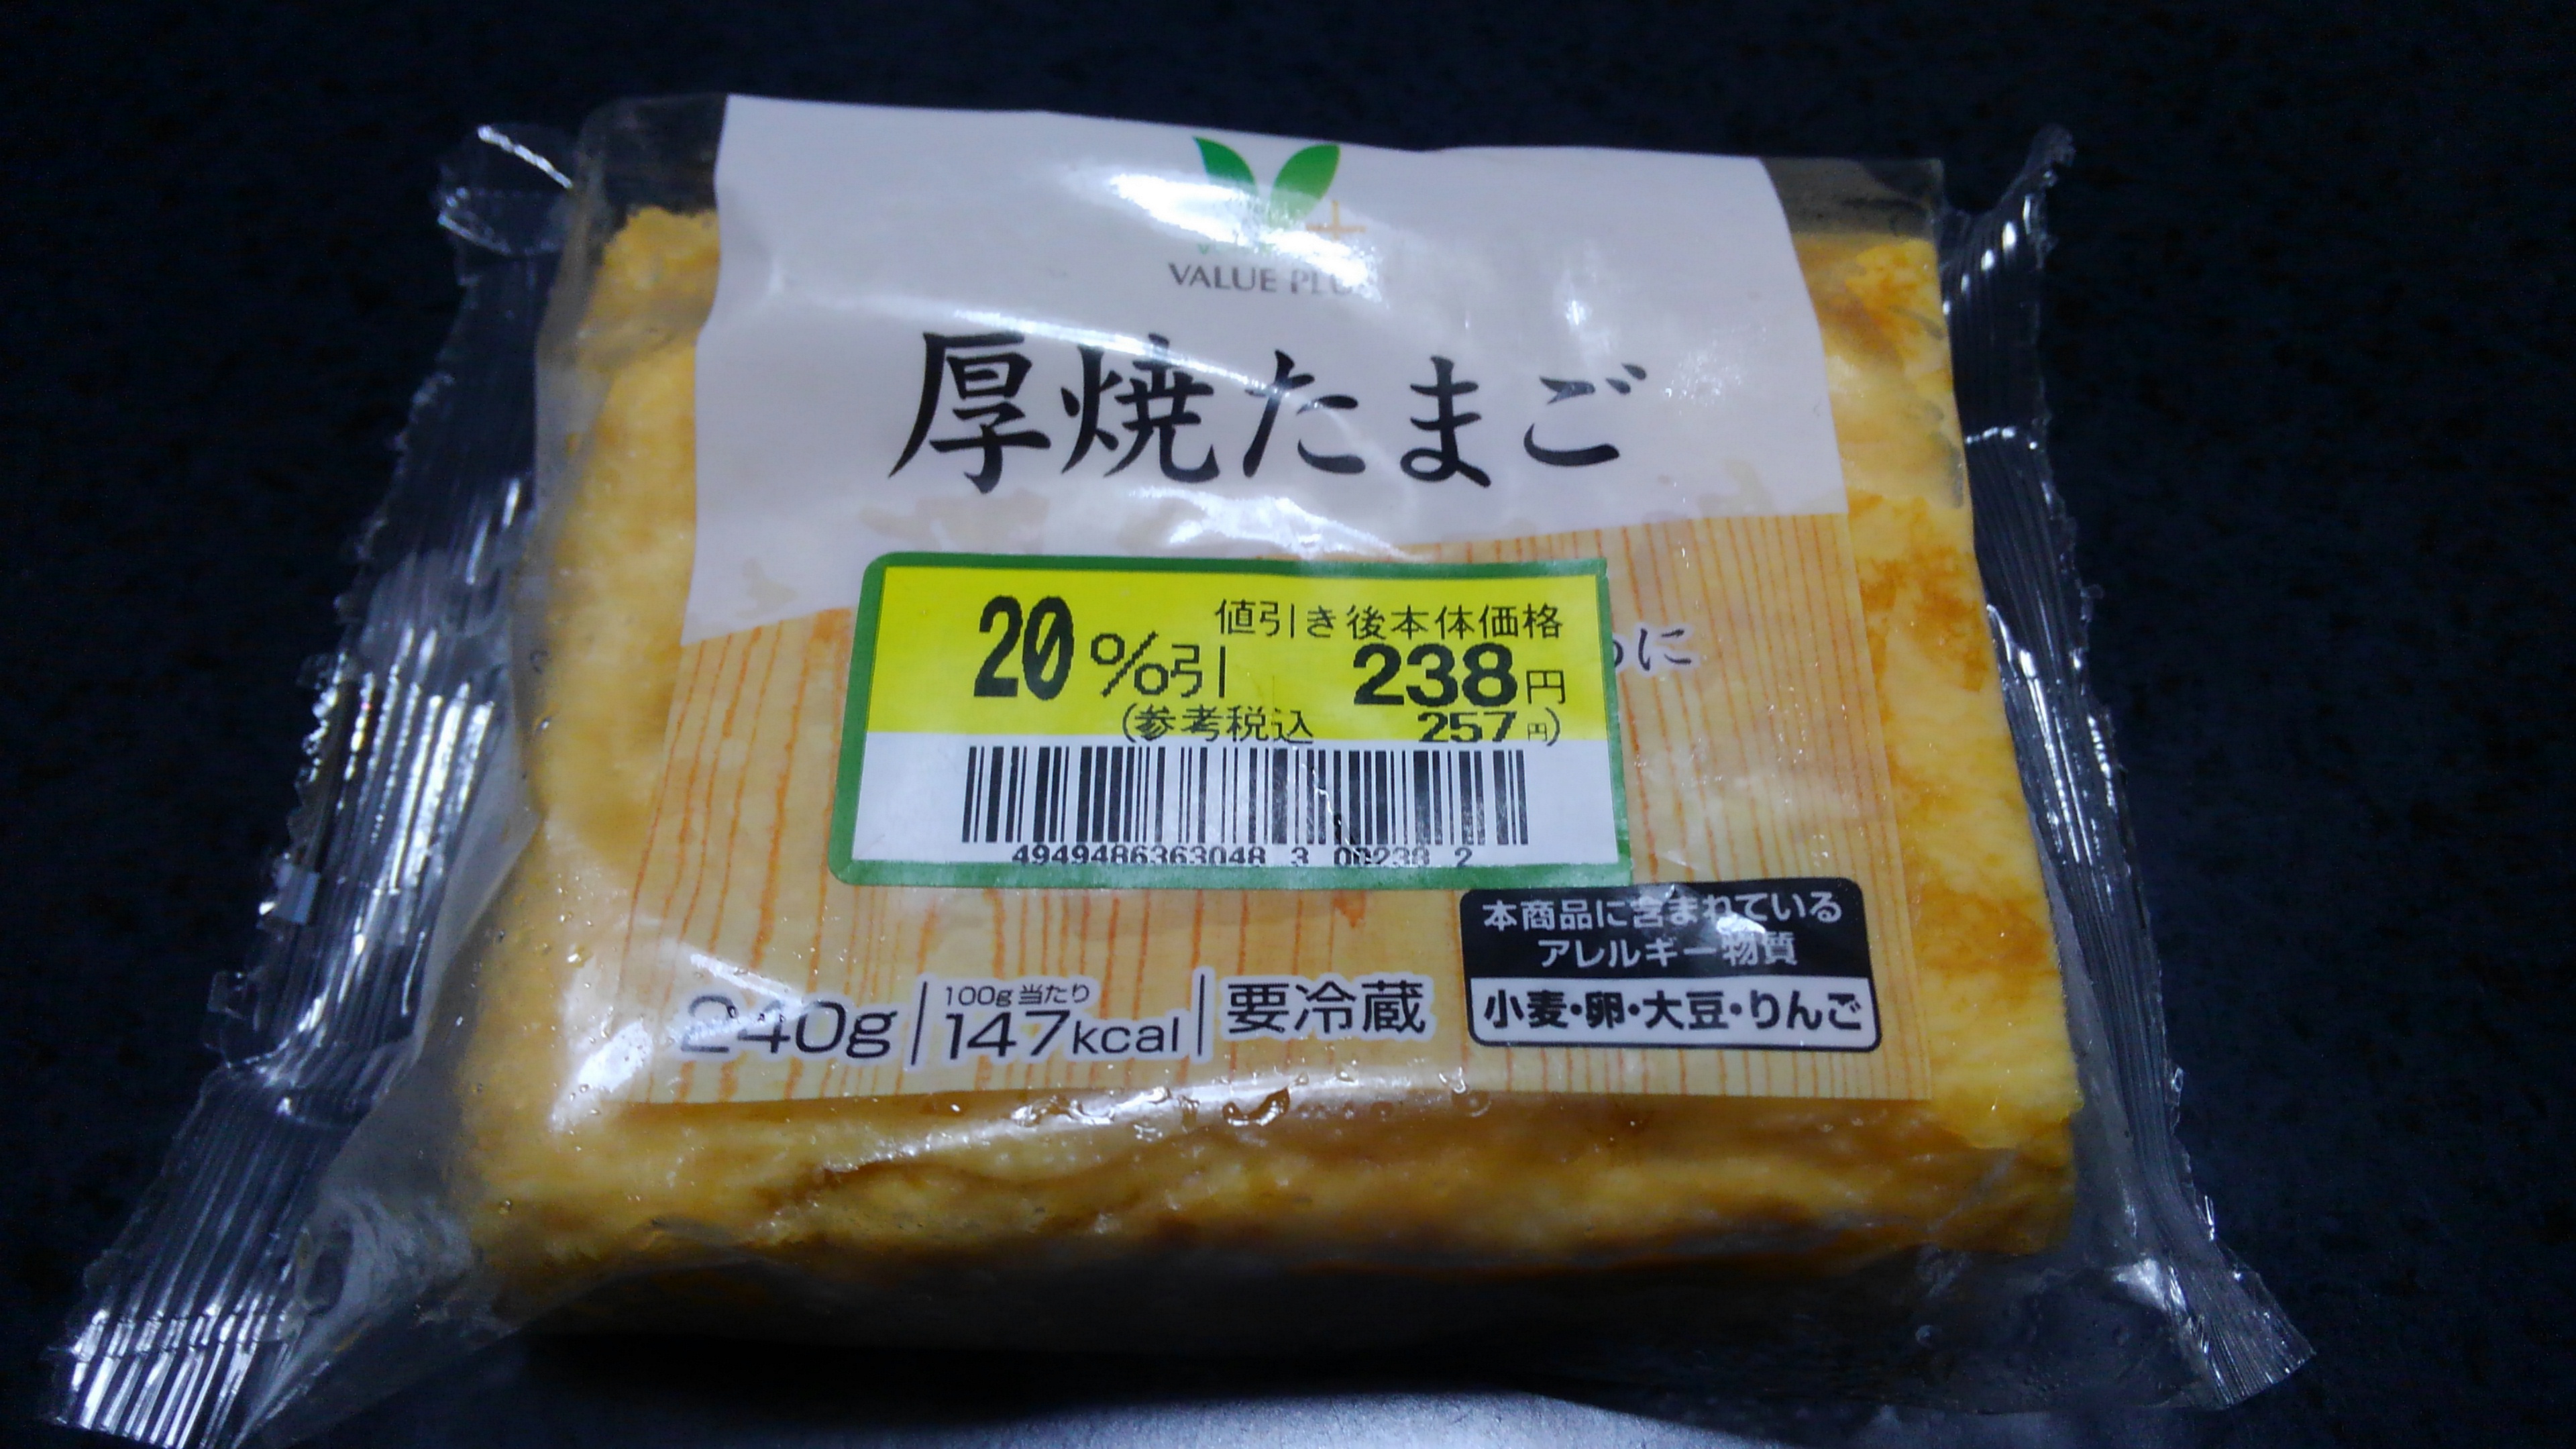 VALUE PLUS
厚焼たまご
に
20%引
値引き後本体価格
238円
(参考税込 257円)
4949486363048 3 00238 2
本商品に含まれている
アレルギー物質
小麦・卵・大豆・りんご
240g
100g当たり
147kcal
要冷蔵